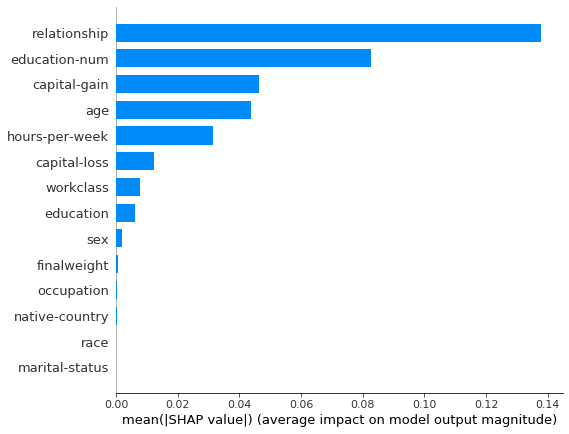 relationship
education-num
capital-gain
age
hours-per-week
capital-loss
workclass
education
sex
finalweight
occupation
native-country
race
marital-status
0.00 0.02 0.04 0.06 0.08 0.10 0.12 0.14
mean(|SHAP value|) (average impact on model output magnitude)